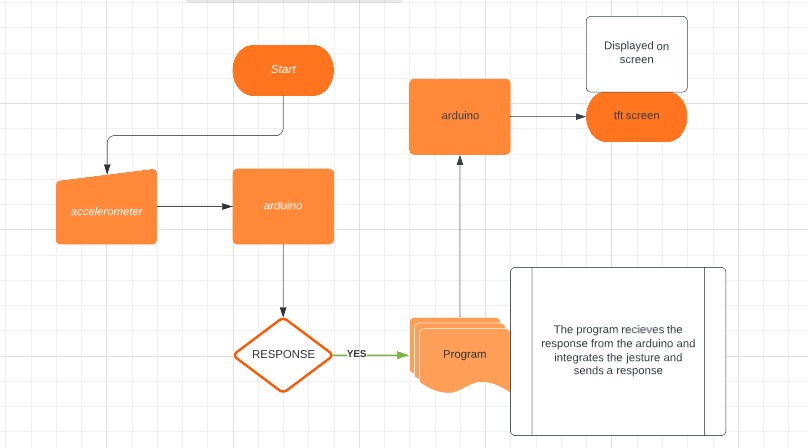 Start
accelerometer
arduino
RESPONSE
YES
Program
The program recieves the
response from the arduino and
integrates the jesture and
sends a response
arduino
tft screen
Displayed on
screen